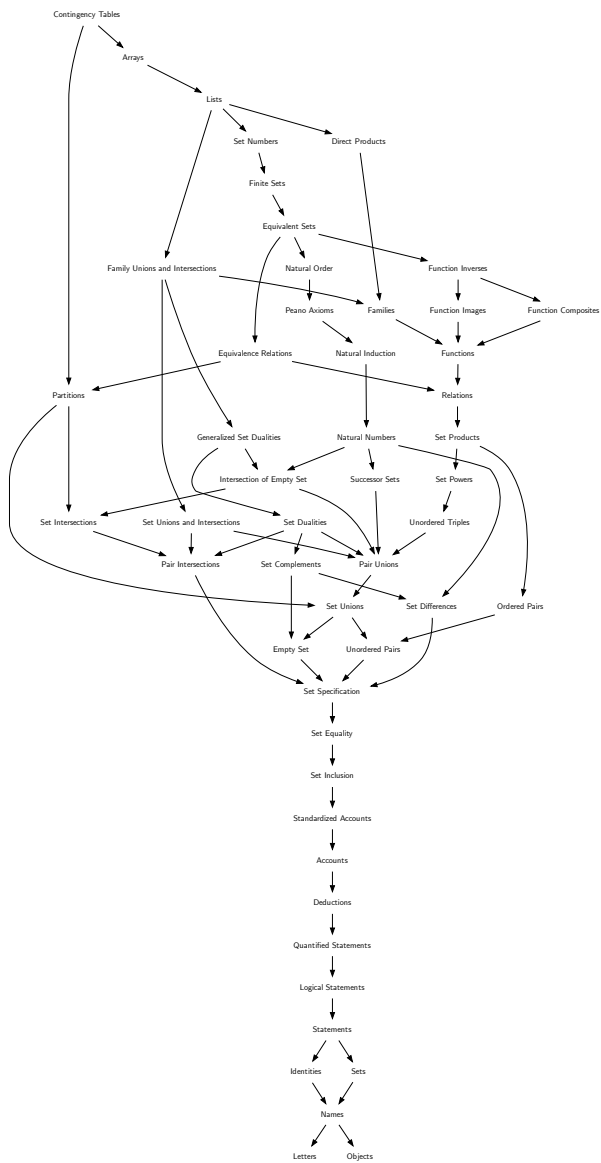 Contingency Tables
Arrays
Lists
Set Numbers
Direct Products
Finite Sets
Equivalent Sets
Family Unions and Intersections
Natural Order
Function Inverses
Peano Axioms
Families
Function Images
Function Composites
Equivalence Relations
Natural Induction
Functions
Partitions
Relations
Generalized Set Dualities
Natural Numbers
Set Products
Intersection of Empty Set
Successor Sets
Set Powers
Set Intersections
Set Unions and Intersections
Set Dualities
Unordered Triples
Pair Intersections
Set Complements
Pair Unions
Set Unions
Set Differences
Ordered Pairs
Empty Set
Unordered Pairs
Set Specification
Set Equality
Set Inclusion
Standardized Accounts
Accounts
Deductions
Quantified Statements
Logical Statements
Statements
Identities
Sets
Names
Letters
Objects